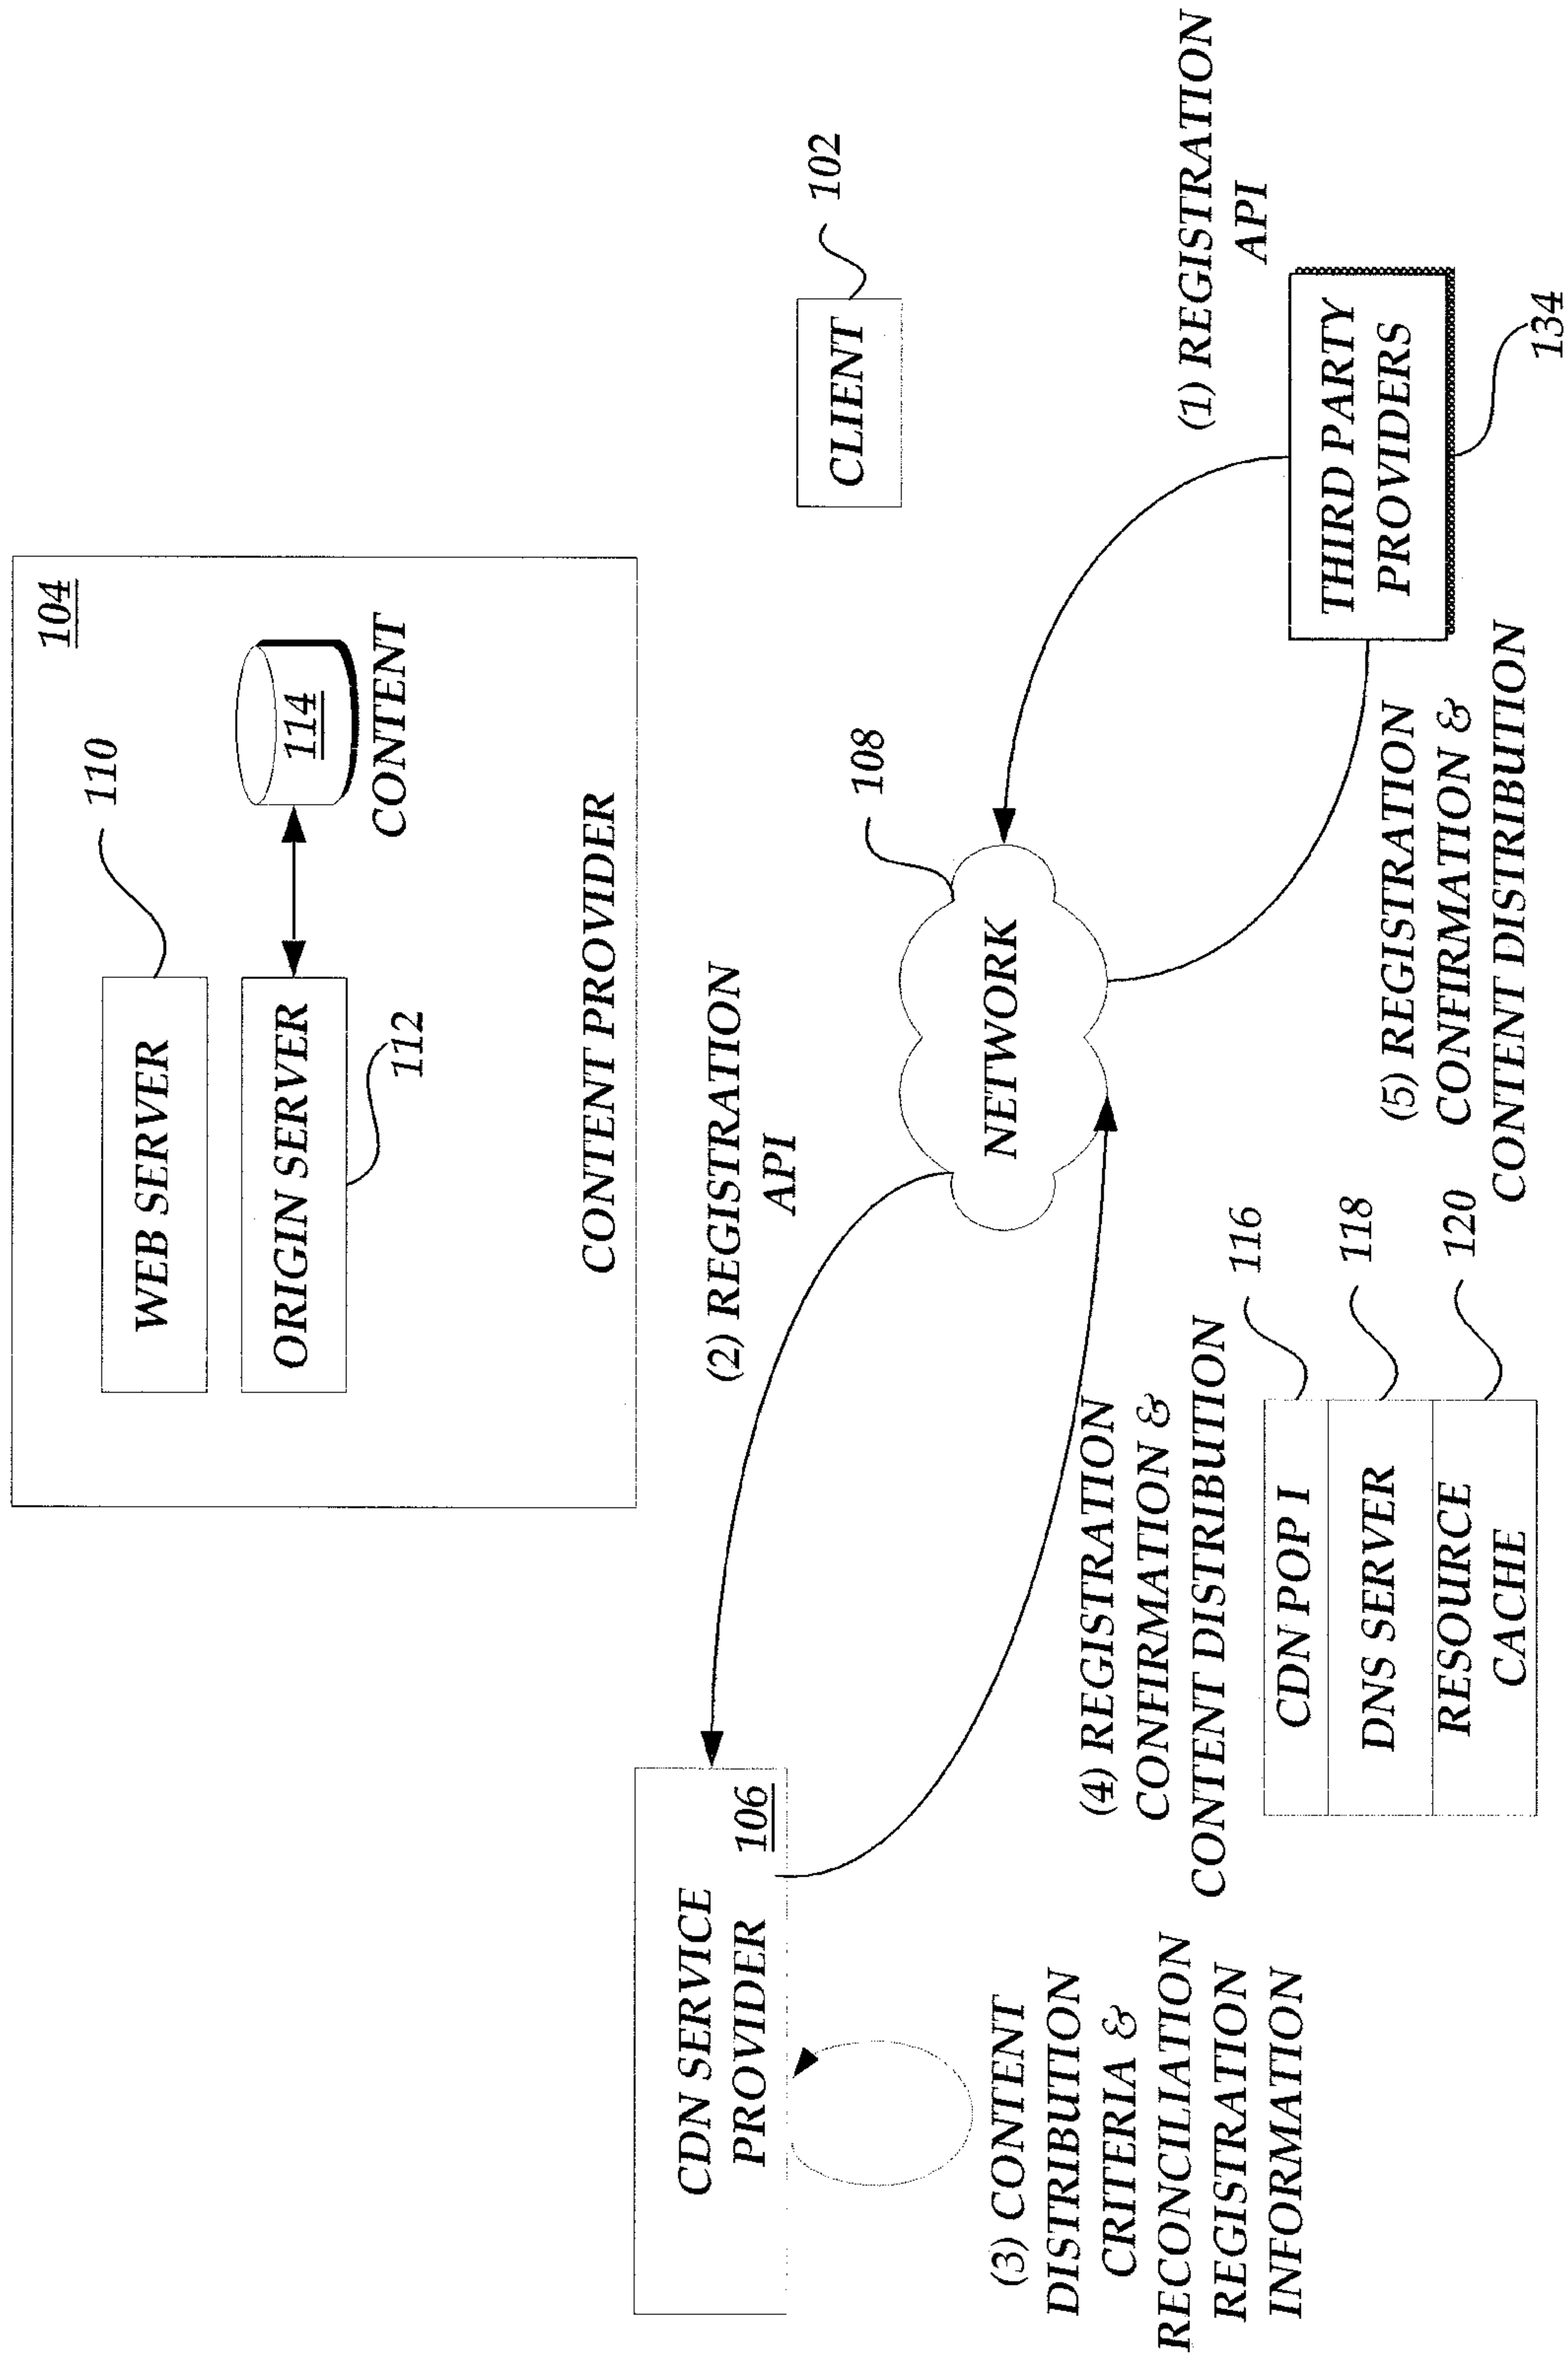 104
WEB SERVER
110
ORIGIN SERVER
112
114
CONTENT
CONTENT PROVIDER
CDN SERVICE
PROVIDER
106
(2) REGISTRATION
API
CLIENT
102
NETWORK
108
(1) REGISTRATION
API
THIRD PARTY
PROVIDERS
134
(3) CONTENT
DISTRIBUTION
CRITERIA &
RECONCILIATION
REGISTRATION
INFORMATION
(4) REGISTRATION
CONFIRMATION &
CONTENT DISTRIBUTION
CDN POP I
116
DNS SERVER
118
RESOURCE
CACHE
120
(5) REGISTRATION
CONFIRMATION &
CONTENT DISTRIBUTION